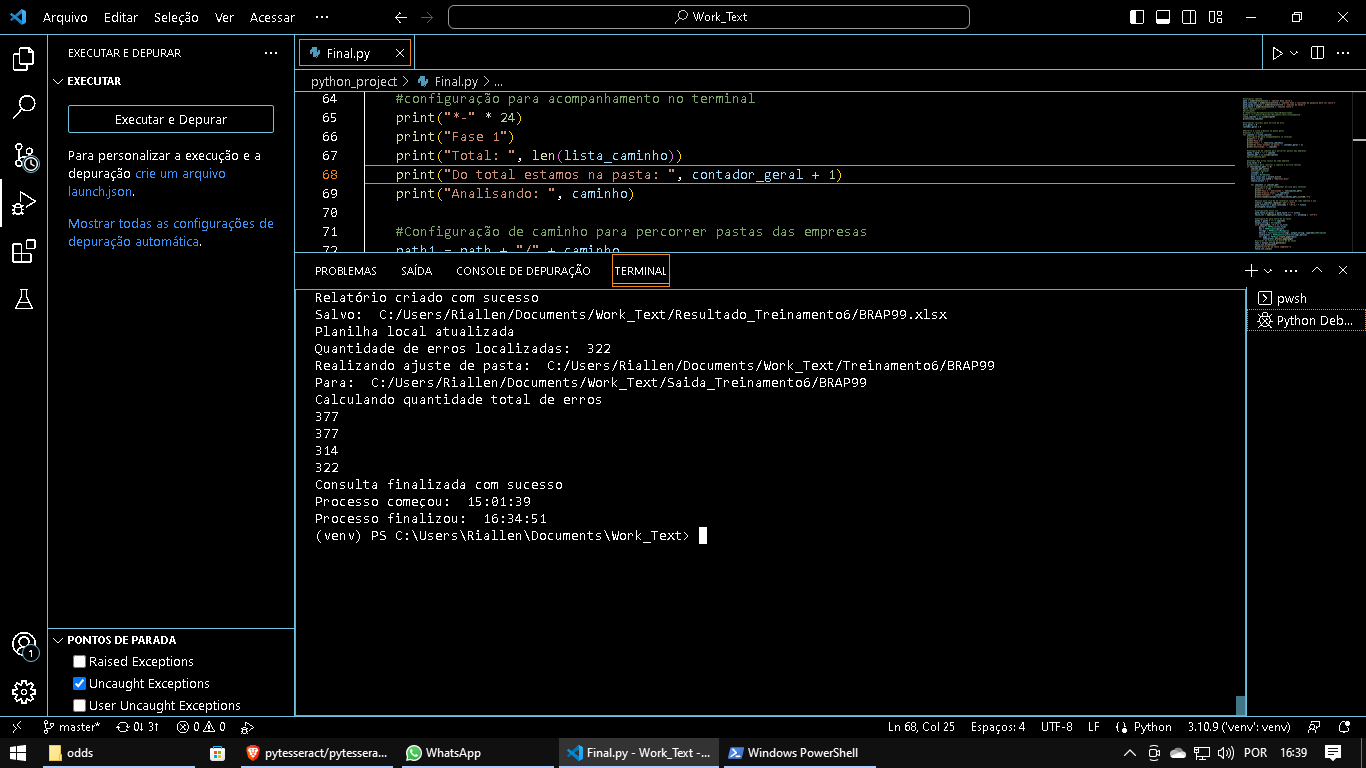 Arquivo Editar Seleção Ver Acessar ··· Work_Text
EXECUTAR E DEPURAR ···
EXECUTAR
Executar e Depurar
Para personalizar a execução e a
depuração crie um arquivo
launch.json.
Mostrar todas as configurações de
depuração automática.
PONTOS DE PARADA
Raised Exceptions
Uncaught Exceptions
User Uncaught Exceptions
Final.py
python_project > Final.py > ...
64 #configuração para acompanhamento no terminal
65 print("*-" * 24)
66 print("Fase 1")
67 print("Total: ", len(lista_caminho))
68 print("Do total estamos na pasta: ", contador_geral + 1)
69 print("Analisando: ", caminho)
70
71 #Configuração de caminho para percorrer pastas das empresas
72 path1 = path + "/" + caminho
PROBLEMAS SAÍDA CONSOLE DE DEPURAÇÃO TERMINAL
Relatório criado com sucesso
Salvo:  C:/Users/Riallen/Documents/Work_Text/Resultado_Treinamento6/BRAP99.xlsx
Planilha local atualizada
Quantidade de erros localizadas:  322
Realizando ajuste de pasta:  C:/Users/Riallen/Documents/Work_Text/Treinamento6/BRAP99
Para:  C:/Users/Riallen/Documents/Work_Text/Saida_Treinamento6/BRAP99
Calculando quantidade total de erros
377
377
314
322
Consulta finalizada com sucesso
Processo começou:  15:01:39
Processo finalizou:  16:34:51
(venv) PS C:\Users\Riallen\Documents\Work_Text>
pwsh
Python Deb...
1
master* 0↓ 3↑ 0 0 Ln 68, Col 25 Espaços: 4 UTF-8 LF Python 3.10.9 ('venv': venv)
odds pytesseract/pytessera... WhatsApp Final.py - Work_Text -... Windows PowerShell POR 16:39